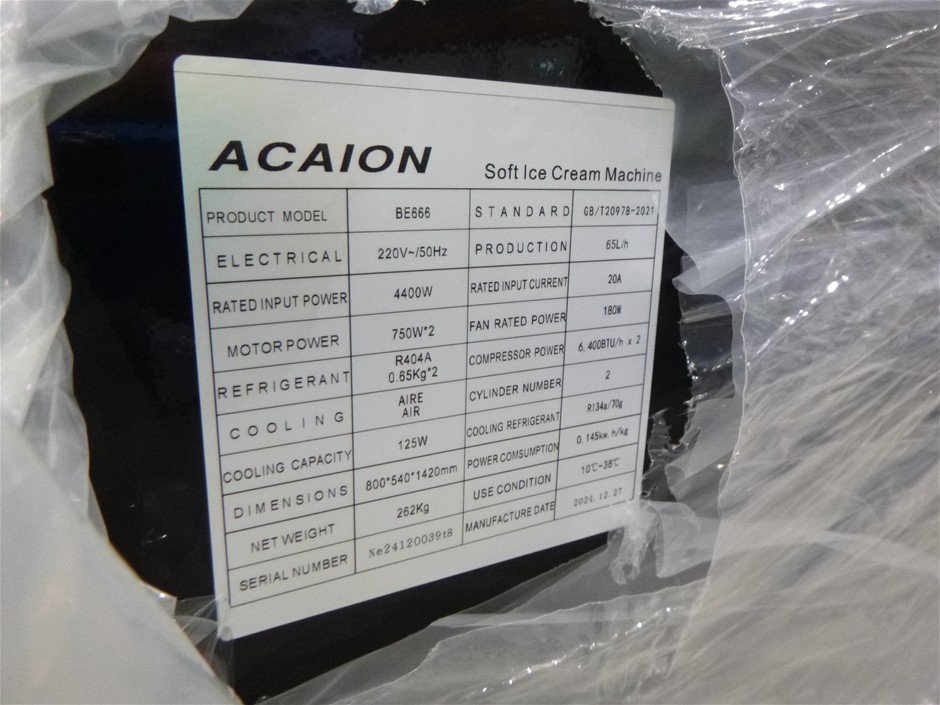 ACAION
Soft Ice Cream Machine
PRODUCT MODEL BE666 STANDARD GB/T20978-2021
ELECTRICAL 220V~/50Hz PRODUCTION 65L/h
RATED INPUT POWER 4400W RATED INPUT CURRENT 20A
MOTOR POWER 750W*2 FAN RATED POWER 180W
REFRIGERANT R404A 0.65Kg*2 COMPRESSOR POWER 6,400BTU/h x 2
COOLING AIRE AIR CYLINDER NUMBER 2
COOLING CAPACITY 125W COOLING REFRIGERANT R134a/70g
DIMENSIONS 800*540*1420mm POWER COMSUMPTION 0.145kw.h/kg
NET WEIGHT 262Kg USE CONDITION 10℃~38℃
SERIAL NUMBER Ne24120039t8 MANUFACTURE DATE 2024.12.27